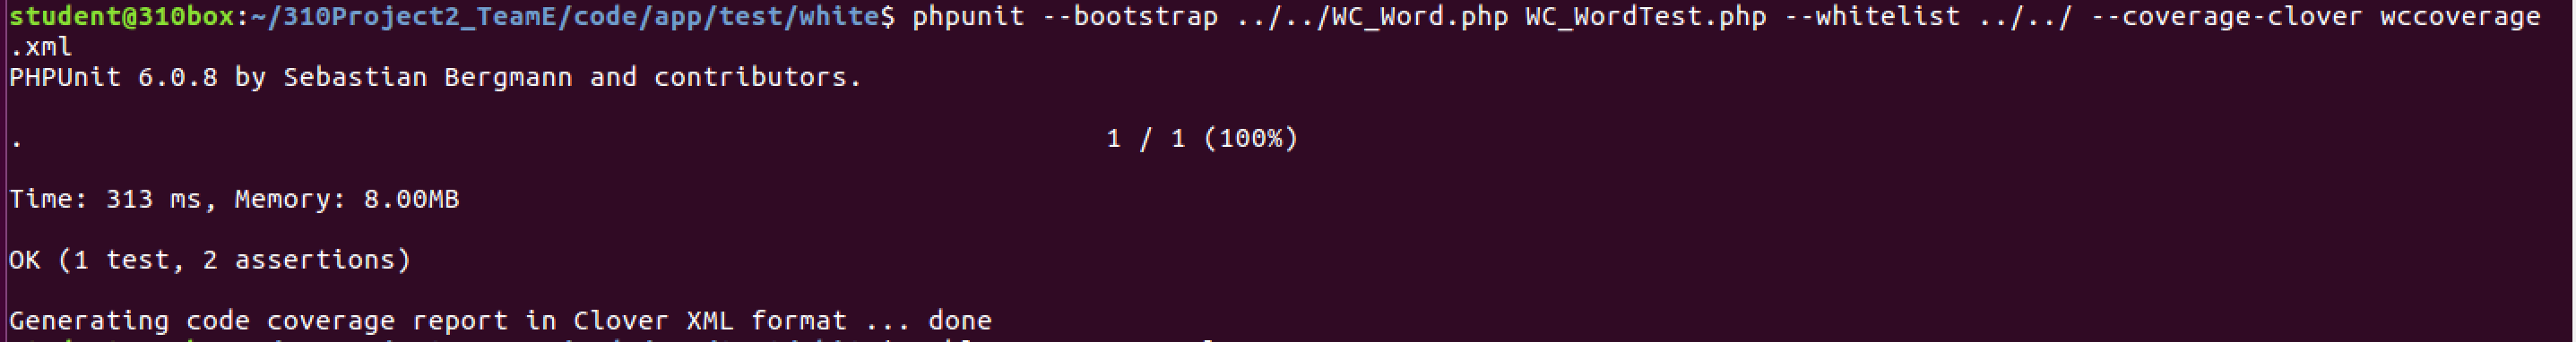 student@310box:~/310Project2_TeamE/code/app/test/white$ phpunit --bootstrap ../../WC_Word.php WC_WordTest.php --whitelist ../../ --coverage-clover wccoverage
.xml
PHPUnit 6.0.8 by Sebastian Bergmann and contributors.
. 1 / 1 (100%)
Time: 313 ms, Memory: 8.00MB
OK (1 test, 2 assertions)
Generating code coverage report in Clover XML format ... done